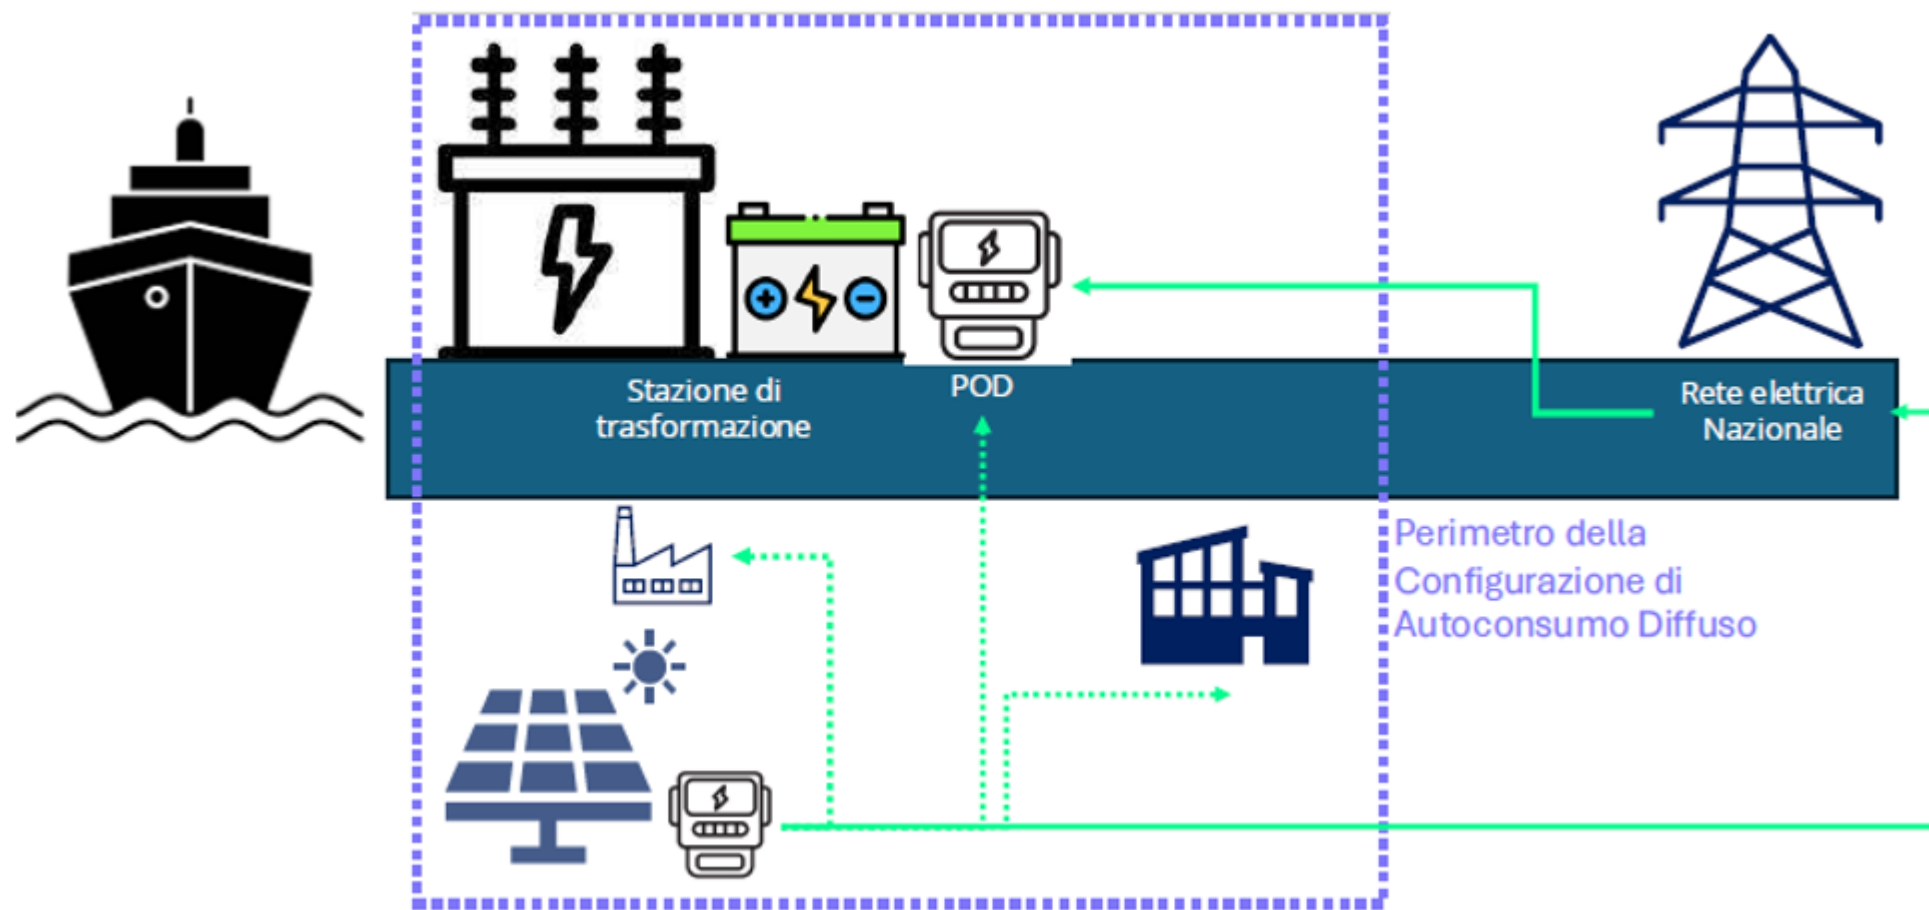 Stazione di
trasformazione
POD
Rete elettrica
Nazionale
Perimetro della
Configurazione di
Autoconsumo Diffuso